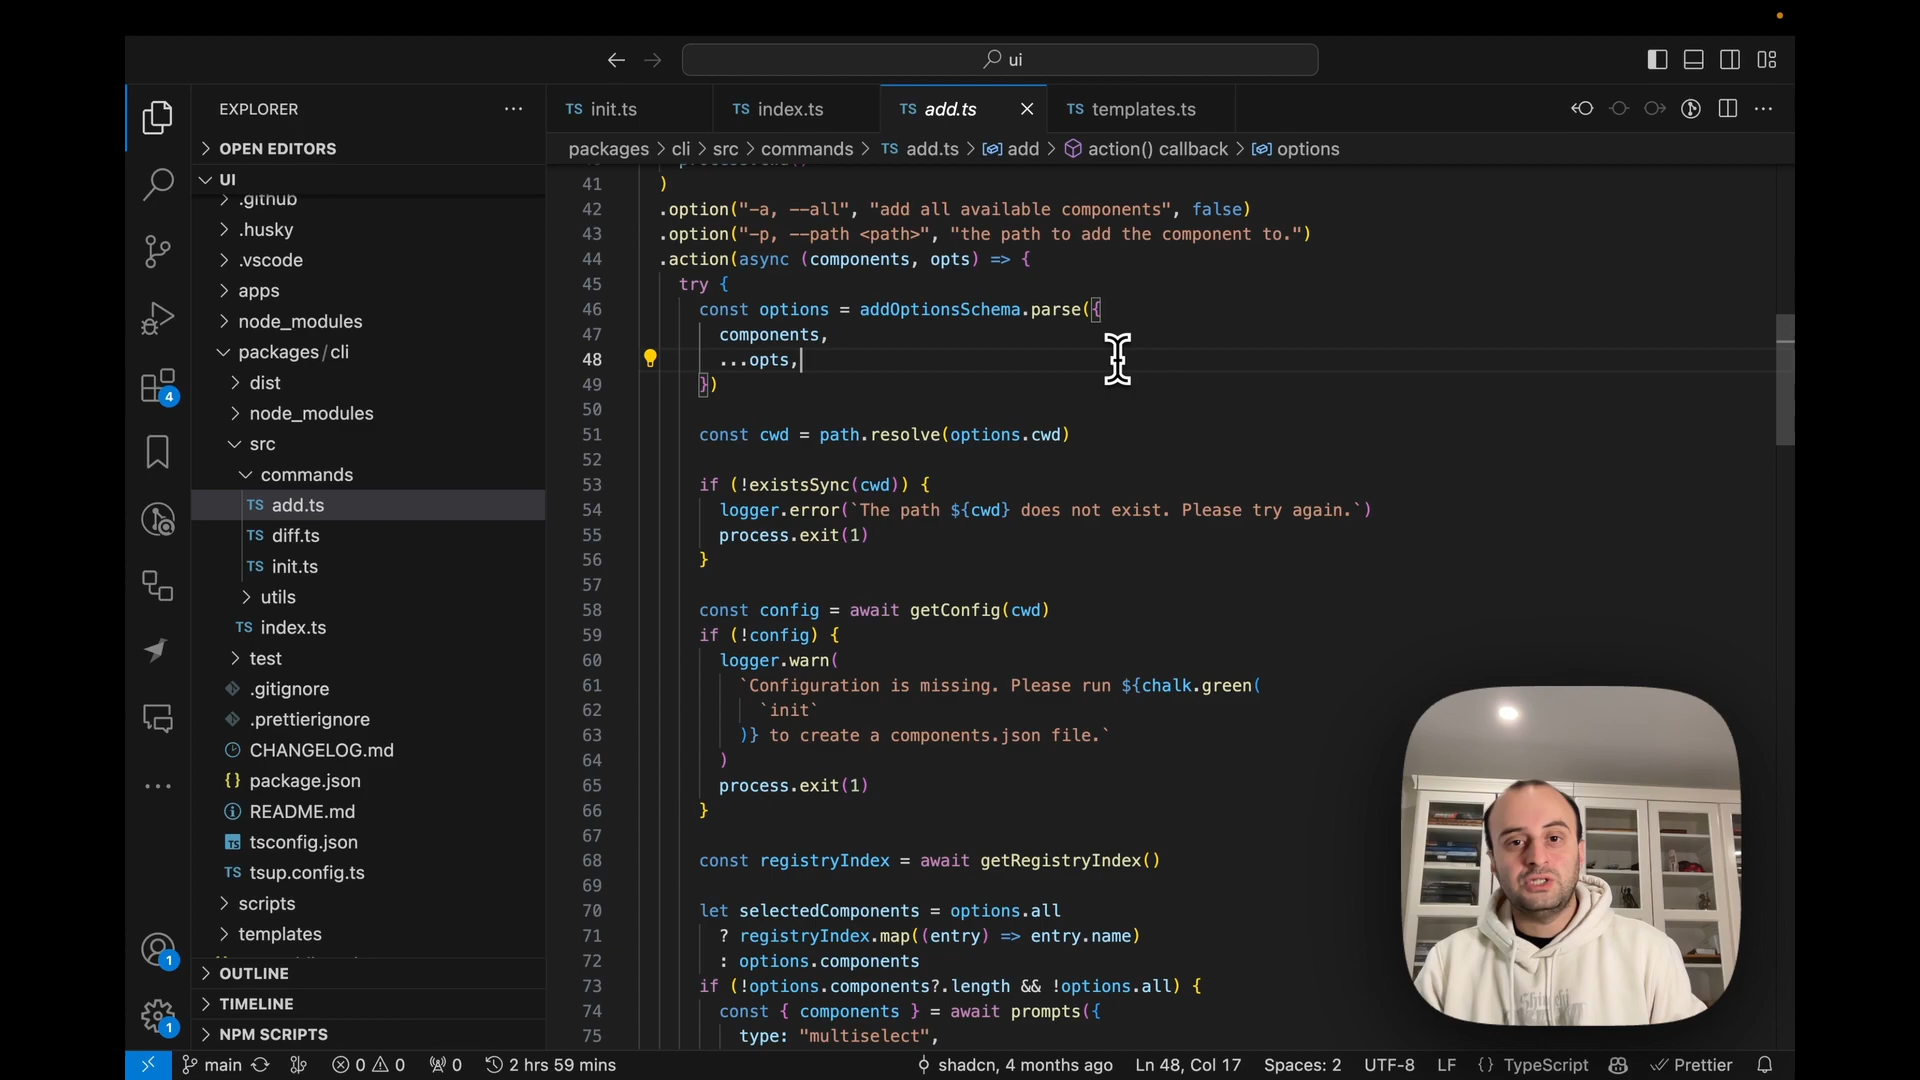 ui
EXPLORER
OPEN EDITORS
UI
.github
.husky
.vscode
apps
node_modules
packages/cli
dist
node_modules
src
commands
TS add.ts
TS diff.ts
TS init.ts
utils
TS index.ts
test
.gitignore
.prettierignore
CHANGELOG.md
{} package.json
README.md
TS tsconfig.json
TS tsup.config.ts
scripts
templates
OUTLINE
TIMELINE
NPM SCRIPTS
4
1
1
TS init.ts
TS index.ts
TS add.ts
TS templates.ts
packages > cli > src > commands > TS add.ts > add > action() callback > options
41 )
42 .option("-a, --all", "add all available components", false)
43 .option("-p, --path <path>", "the path to add the component to.")
44 .action(async (components, opts) => {
45 try {
46 const options = addOptionsSchema.parse({
47 components,
48 ...opts,
49 })
50
51 const cwd = path.resolve(options.cwd)
52
53 if (!existsSync(cwd)) {
54 logger.error(`The path ${cwd} does not exist. Please try again.`)
55 process.exit(1)
56 }
57
58 const config = await getConfig(cwd)
59 if (!config) {
60 logger.warn(
61 `Configuration is missing. Please run ${chalk.green(
62 `init`
63 )} to create a components.json file.`
64 )
65 process.exit(1)
66 }
67
68 const registryIndex = await getRegistryIndex()
69
70 let selectedComponents = options.all
71 ? registryIndex.map((entry) => entry.name)
72 : options.components
73 if (!options.components?.length && !options.all) {
74 const { components } = await prompts({
75 type: "multiselect",
main
0 0
0
2 hrs 59 mins
shadcn, 4 months ago
Ln 48, Col 17
Spaces: 2
UTF-8
LF
{} TypeScript
Prettier